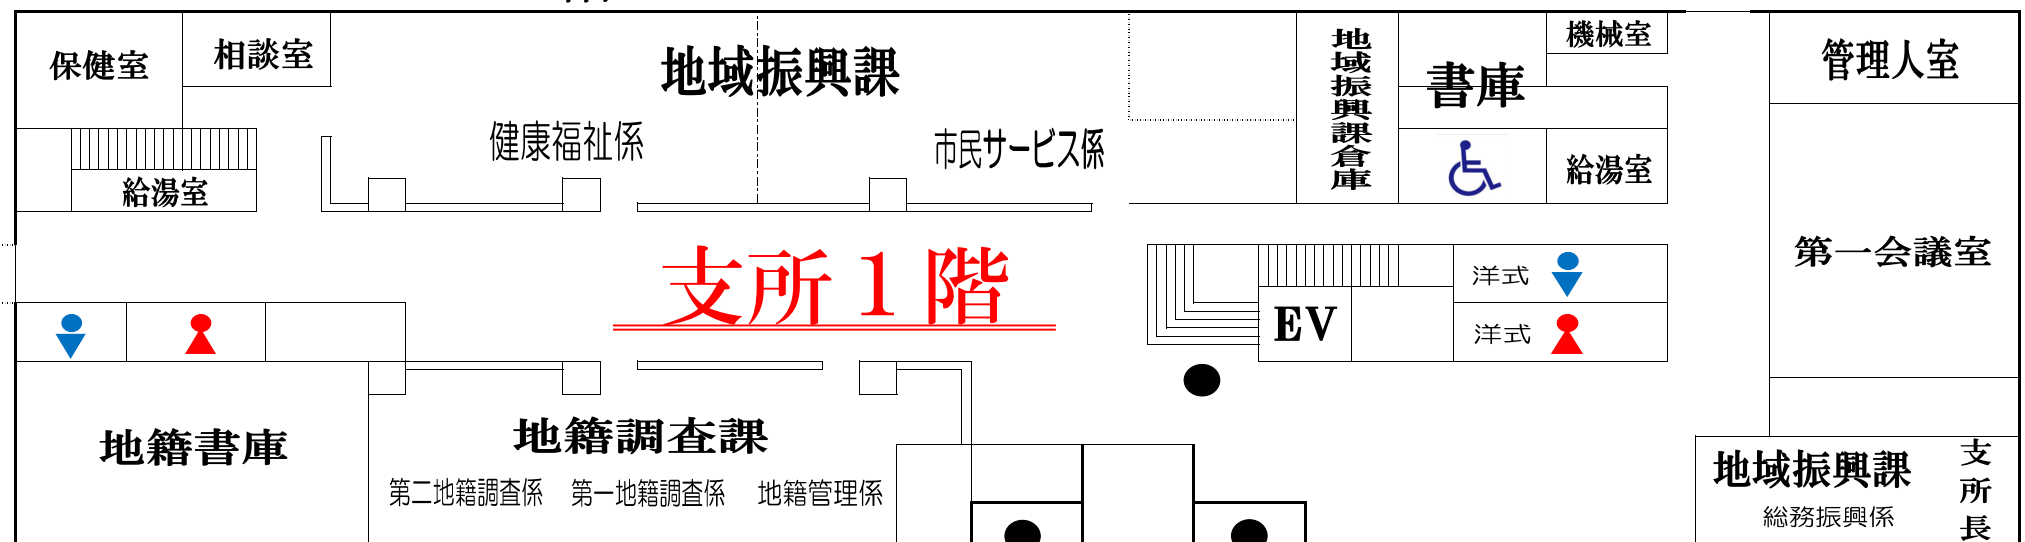 保健室
相談室
地域振興課
健康福祉係
市民サービス係
地域振興課倉庫
書庫
機械室
管理人室
給湯室
給湯室
第一会議室
支所１階
洋式
EV
洋式
地籍書庫
地籍調査課
第二地籍調査係
第一地籍調査係
地籍管理係
地域振興課
総務振興係
支所長